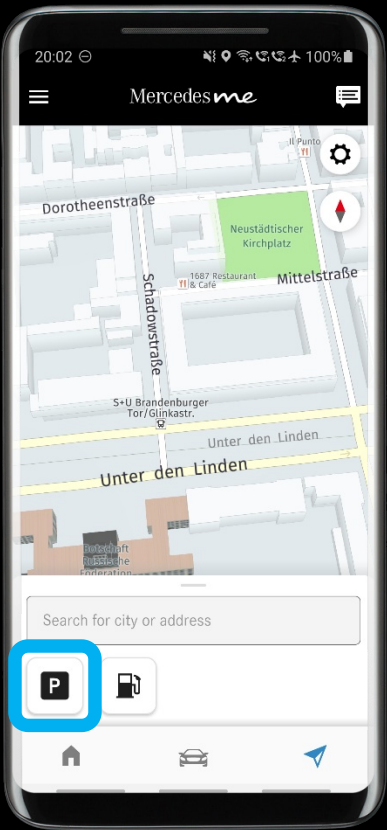 20:02 100%
Mercedes me
Il Punto
Dorotheenstraße
Neustädtischer
Kirchplatz
1687 Restaurant
& Café
Mittelstraße
Schadowstraße
S+U Brandenburger
Tor/Glinkastr.
Unter den Linden
Unter den Linden
Botschaft
Russische
Föderation
Search for city or address
P